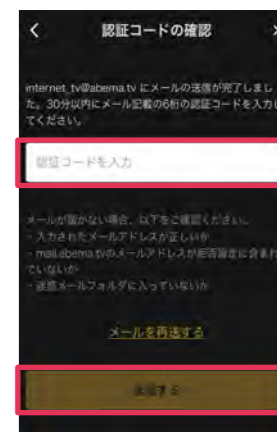 認証コードの確認
internet_tv@abema.tv にメールの送信が完了しまし
た。30分以内にメール記載の6桁の認証コードを入力し
てください。
認証コードを入力
メールが届かない場合、以下をご確認ください。
- 入力されたメールアドレスが正しいか
- mail.abema.tvのメールアドレスが拒否設定に含まれ
ていないか
- 迷惑メールフォルダに入っていないか
メールを再送する
送信する